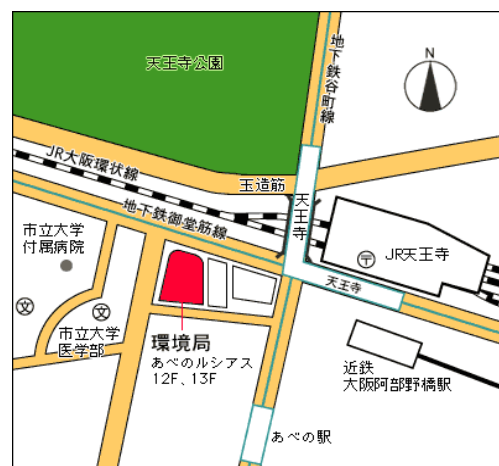 天王寺公園
地下鉄谷町線
N
JR大阪環状線
玉造筋
地下鉄御堂筋線
天王寺
市立大学
付属病院
〒
JR天王寺
天王寺
文
文
市立大学
医学部
環境局
あべのルシアス
12F、13F
近鉄
大阪阿部野橋駅
あべの駅